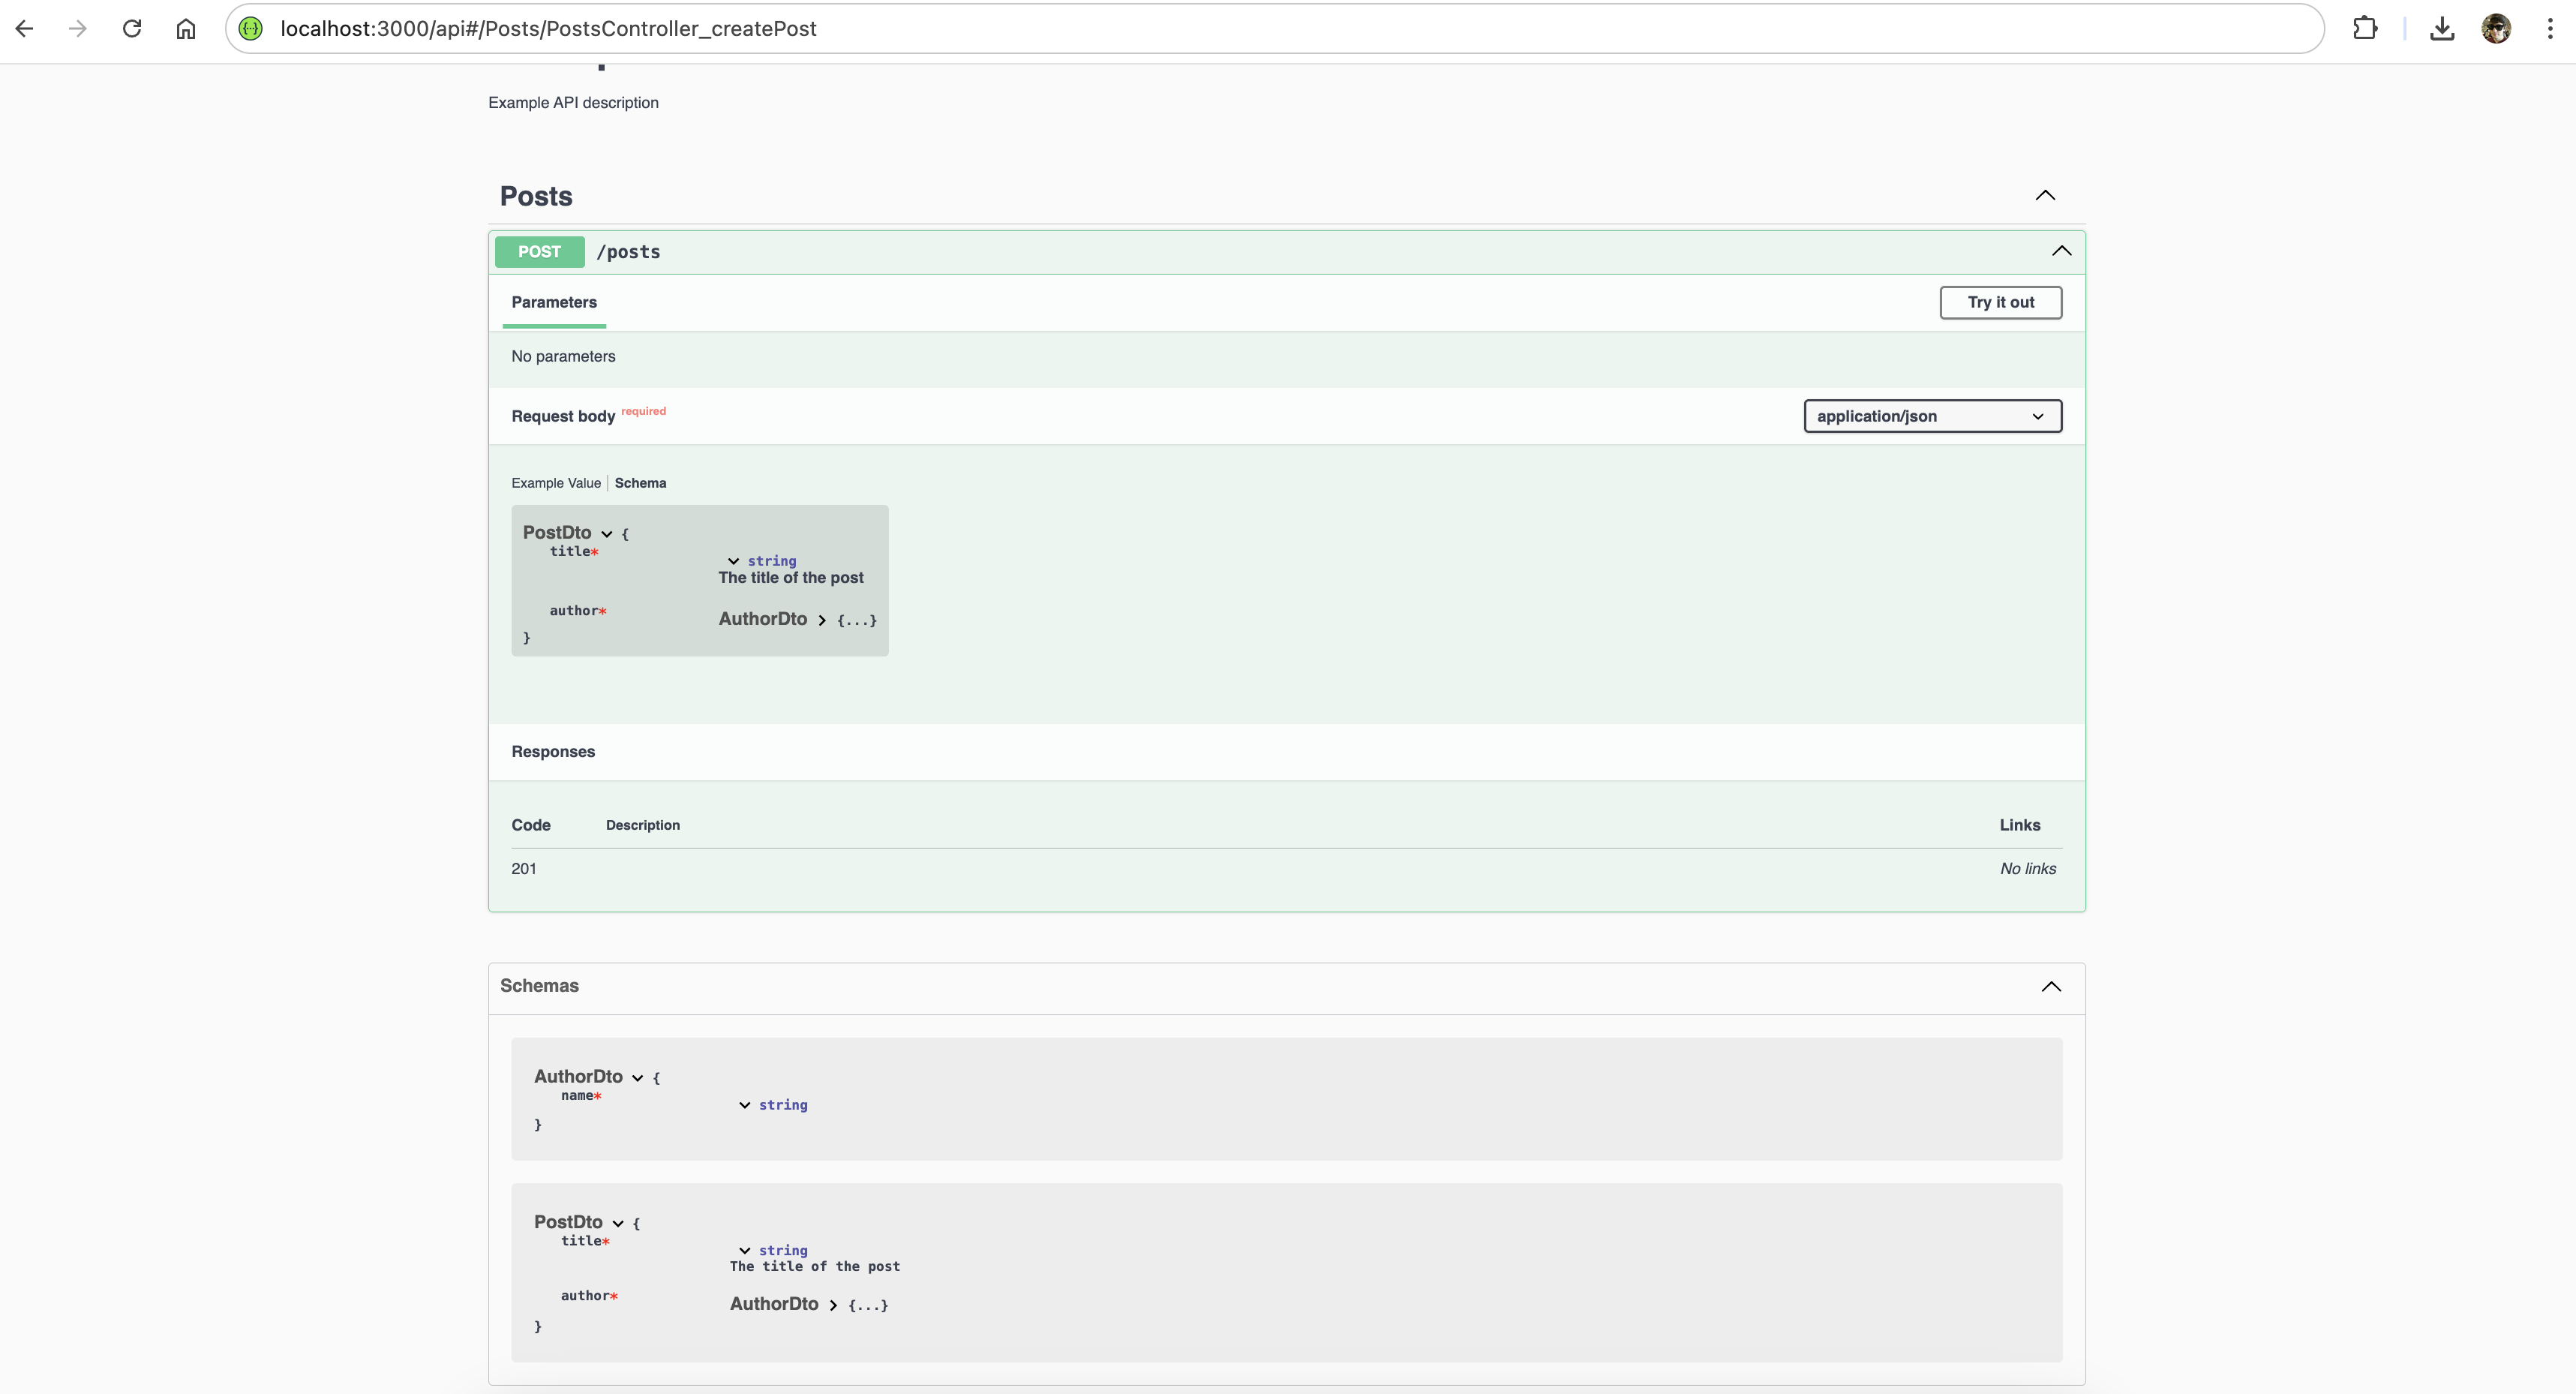 localhost:3000/api#/Posts/PostsController_createPost
Example API description
Posts
POST /posts
Parameters
Try it out
No parameters
Request body required
application/json
Example Value Schema
PostDto {
title*
string
The title of the post
author*
AuthorDto {...}
}
Responses
Code Description Links
201 No links
Schemas
AuthorDto {
name*
string
}
PostDto {
title*
string
The title of the post
author*
AuthorDto {...}
}